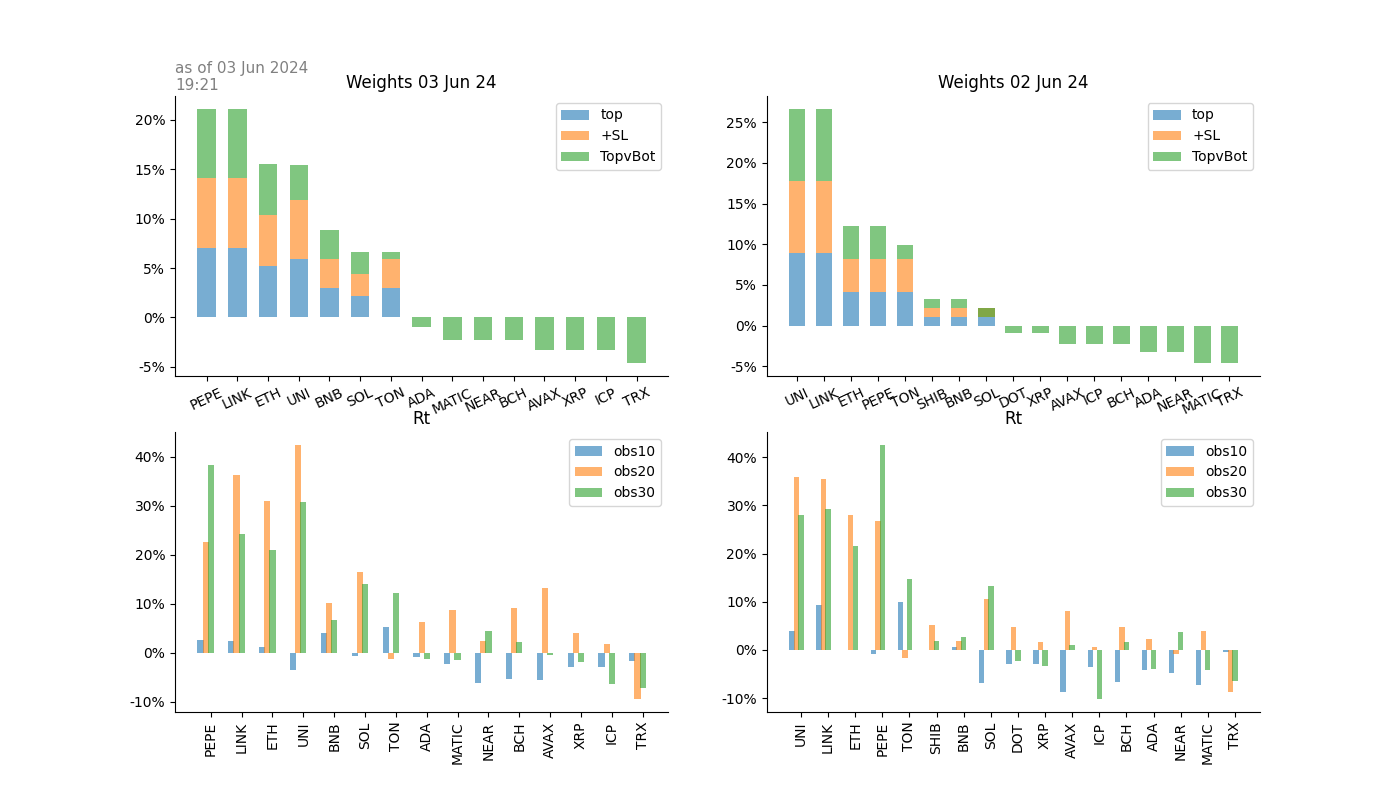 as of 03 Jun 2024
19:21
Weights 03 Jun 24
20%
15%
10%
5%
0%
-5%
top
+SL
TopvBot
PEPE LINK ETH UNI BNB SOL TON ADA MATIC NEAR BCH AVAX XRP ICP TRX
Weights 02 Jun 24
25%
20%
15%
10%
5%
0%
-5%
top
+SL
TopvBot
UNI LINK ETH PEPE TON SHIB BNB SOL DOT XRP AVAX ICP BCH ADA NEAR MATIC TRX
Rt
40%
30%
20%
10%
0%
-10%
obs10
obs20
obs30
PEPE LINK ETH UNI BNB SOL TON ADA MATIC NEAR BCH AVAX XRP ICP TRX
Rt
40%
30%
20%
10%
0%
-10%
obs10
obs20
obs30
UNI LINK ETH PEPE TON SHIB BNB SOL DOT XRP AVAX ICP BCH ADA NEAR MATIC TRX